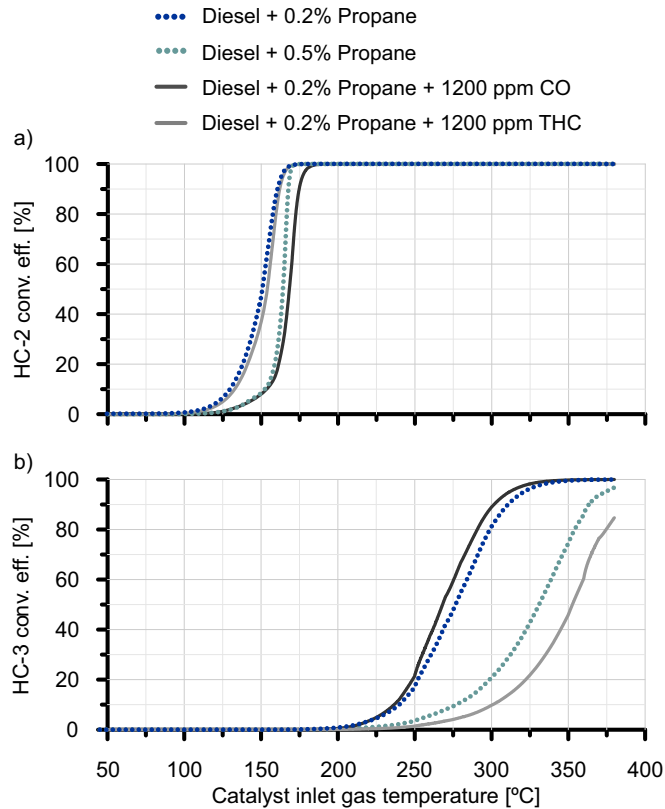 Diesel + 0.2% Propane
Diesel + 0.5% Propane
Diesel + 0.2% Propane + 1200 ppm CO
Diesel + 0.2% Propane + 1200 ppm THC
a)
HC-2 conv. eff. [%]
100
80
60
40
20
0
b)
HC-3 conv. eff. [%]
100
80
60
40
20
0
50 100 150 200 250 300 350 400
Catalyst inlet gas temperature [ºC]